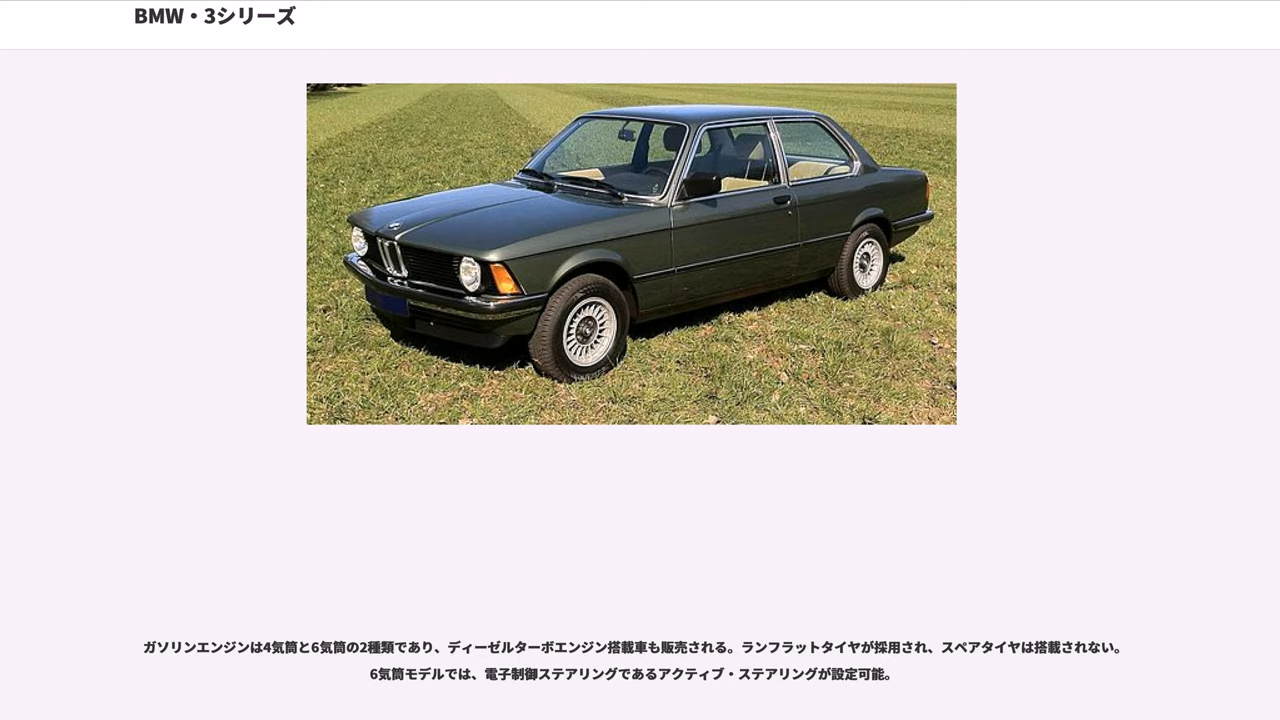 BMW・3シリーズ
ガソリンエンジンは4気筒と6気筒の2種類であり、ディーゼルターボエンジン搭載車も販売される。ランフラットタイヤが採用され、スペアタイヤは搭載されない。
6気筒モデルでは、電子制御ステアリングであるアクティブ・ステアリングが設定可能。